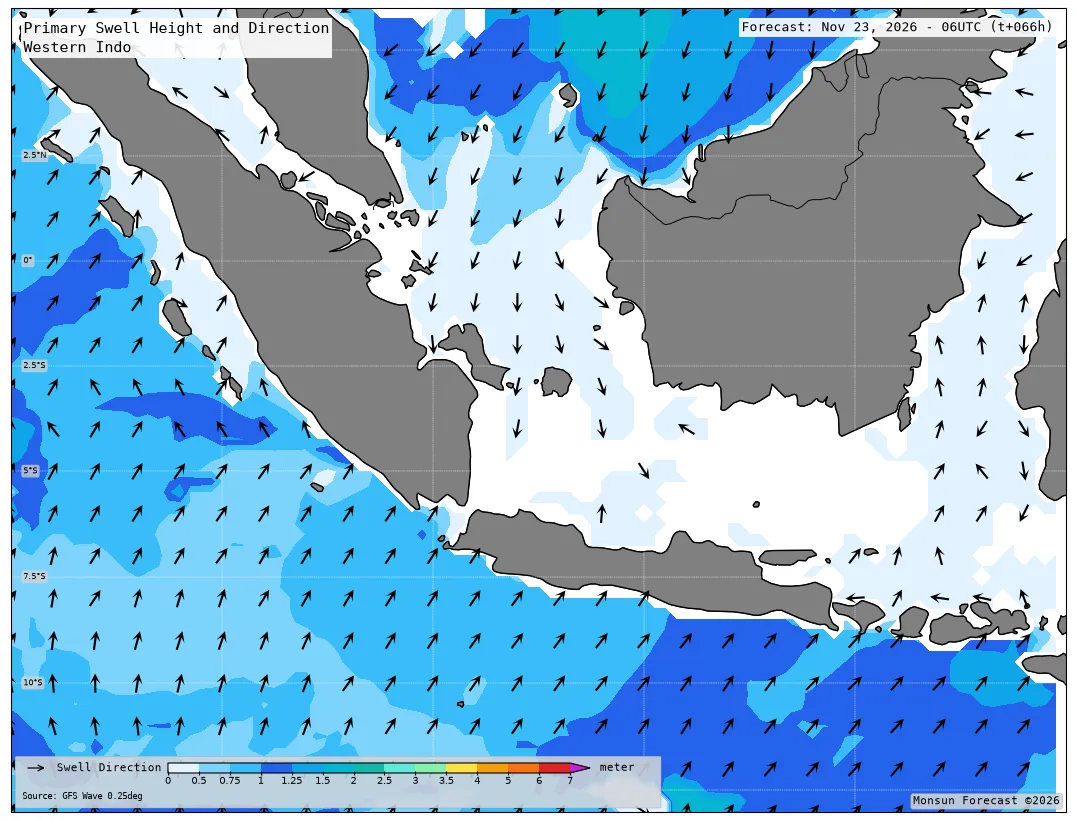 Primary Swell Height and Direction
Western Indo
Forecast: Nov 23, 2026 - 06UTC (t+066h)
2.5°N
0°
2.5°S
5°S
7.5°S
10°S
Swell Direction
0 0.5 0.75 1 1.25 1.5 2 2.5 3 3.5 4 5 6 7
meter
Source: GFS Wave 0.25deg
Monsun Forecast ©2026